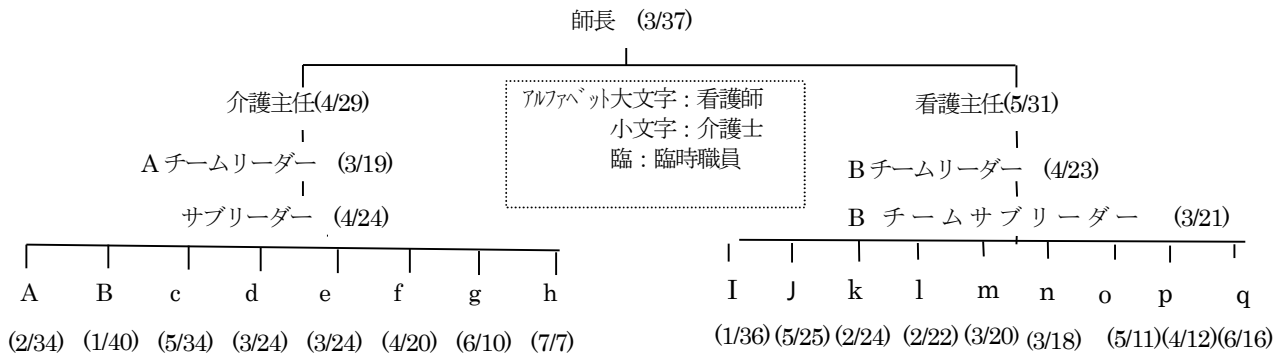 師長 (3/37)
介護主任(4/29)
ｱﾙﾌｧﾍﾞｯﾄ大文字：看護師
小文字：介護士
臨：臨時職員
看護主任(5/31)
Aチームリーダー (3/19)
Bチームリーダー (4/23)
サブリーダー (4/24)
B チームサブリーダー (3/21)
A B c d e f g h
I J k l m n o p q
(2/34) (1/40) (5/34) (3/24) (3/24) (4/20) (6/10) (7/7)
(1/36) (5/25) (2/24) (2/22) (3/20) (3/18) (5/11) (4/12) (6/16)